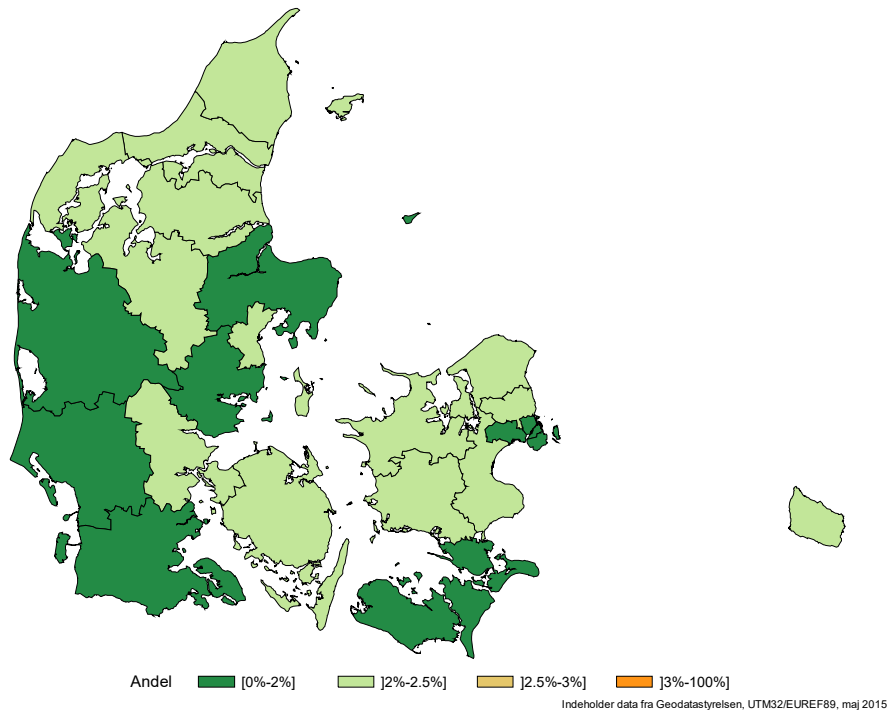 Andel [0%-2%] ]2%-2.5%] ]2.5%-3%] ]3%-100%]
Indeholder data fra Geodatastyrelsen, UTM32/EUREF89, maj 2015